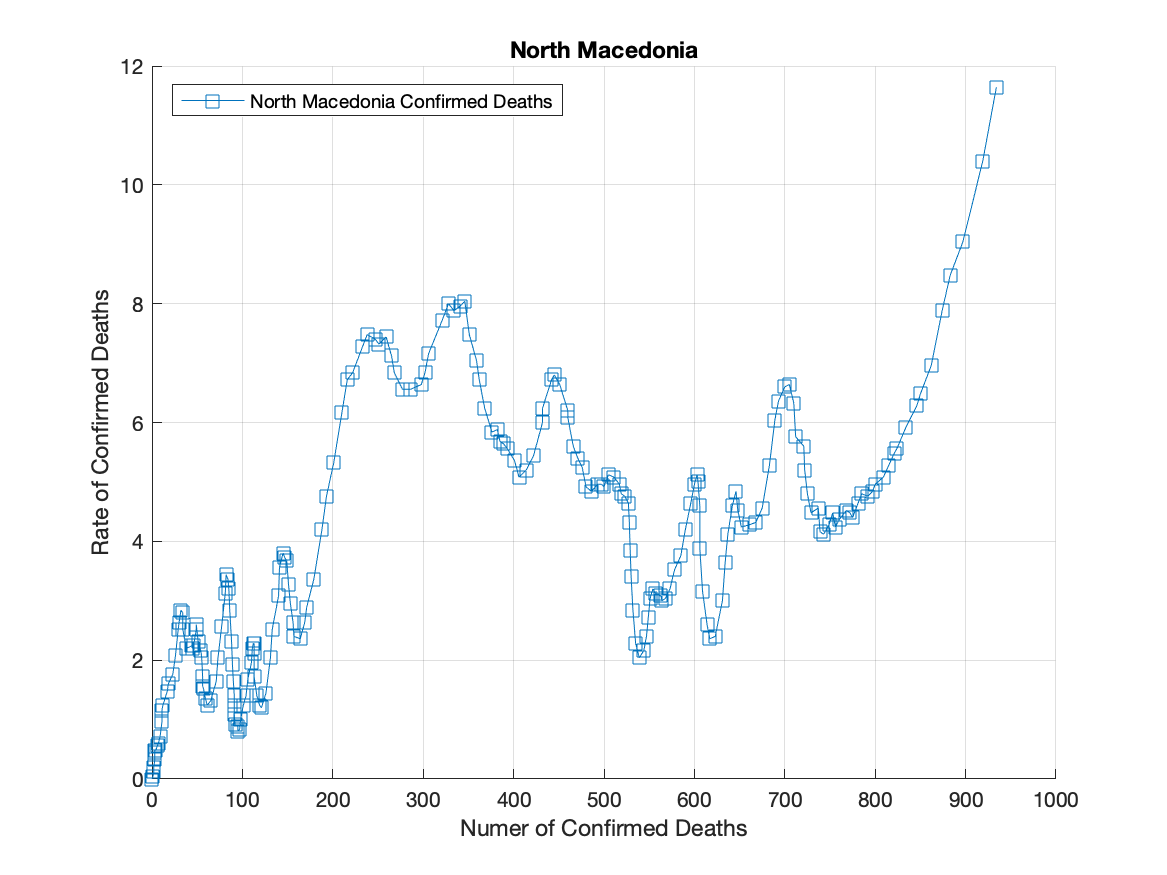 North Macedonia
North Macedonia Confirmed Deaths
Rate of Confirmed Deaths
12
10
8
6
4
2
0
0 100 200 300 400 500 600 700 800 900 1000
Numer of Confirmed Deaths